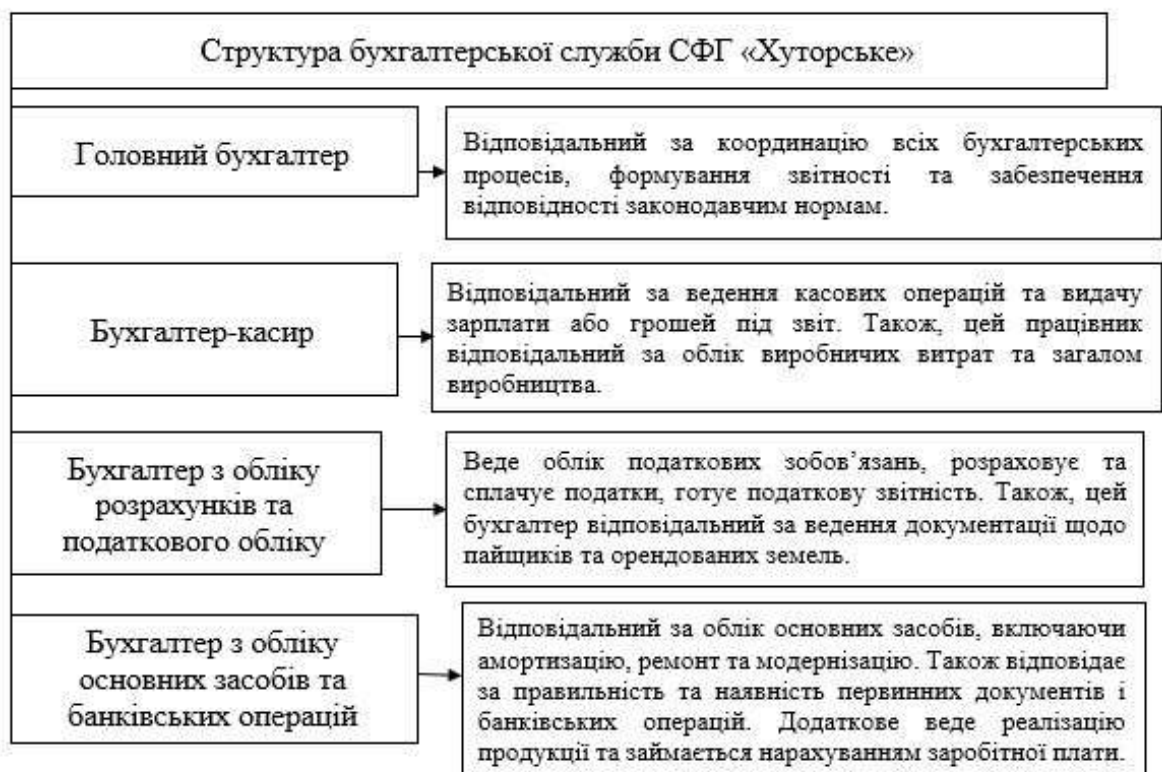 Структура бухгалтерської служби СФГ «Хуторське»
Головний бухгалтер
Відповідальний за координацію всіх бухгалтерських
процесів, формування звітності та забезпечення
відповідності законодавчим нормам.
Бухгалтер-касир
Відповідальний за ведення касових операцій та видачу
зарплати або грошей під звіт. Також, цей працівник
відповідальний за облік виробничих витрат та загалом
виробництва.
Бухгалтер з обліку
розрахунків та
податкового обліку
Веде облік податкових зобов’язань, розраховує та
сплачує податки, готує податкову звітність. Також, цей
бухгалтер відповідальний за ведення документації щодо
пайщиків та орендованих земель.
Бухгалтер з обліку
основних засобів та
банківських операцій
Відповідальний за облік основних засобів, включаючи
амортизацію, ремонт та модернізацію. Також відповідає
за правильність та наявність первинних документів і
банківських операцій. Додаткове веде реалізацію
продукції та займається нарахуванням заробітної плати.